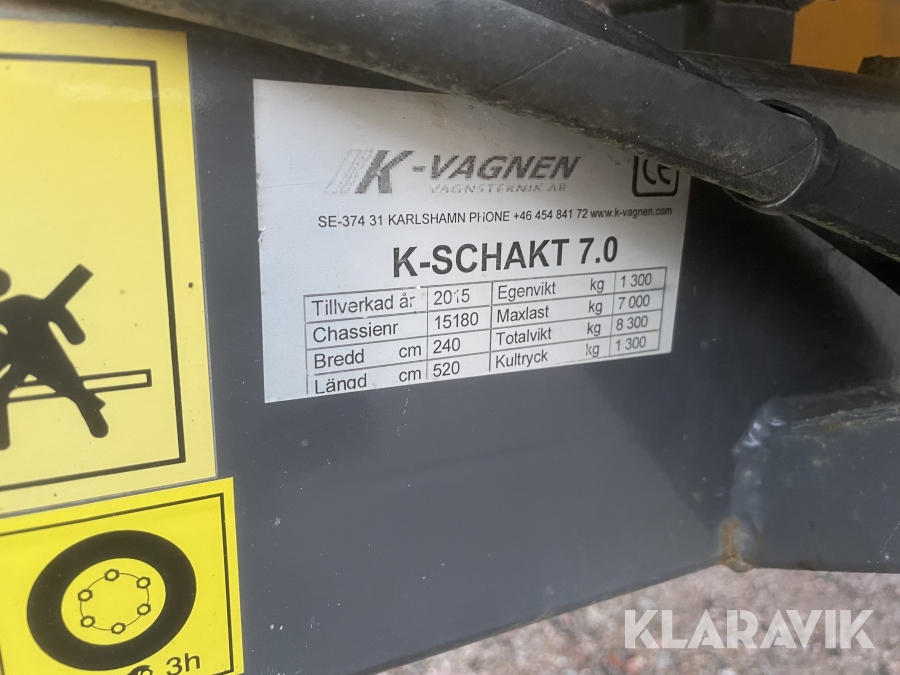 K-VAGNEN
VAGNSTEKNIK AB
CE
SE-374 31 KARLSHAMN PHONE +46 454 841 72 www.k-vagnen.com
K-SCHAKT 7.0
Tillverkad år 2015 Egenvikt kg 1 300
Chassienr 15180 Maxlast kg 7 000
Bredd cm 240 Totalvikt kg 8 300
Längd cm 520 Kultryck kg 1 300
3h
KLARAVIK